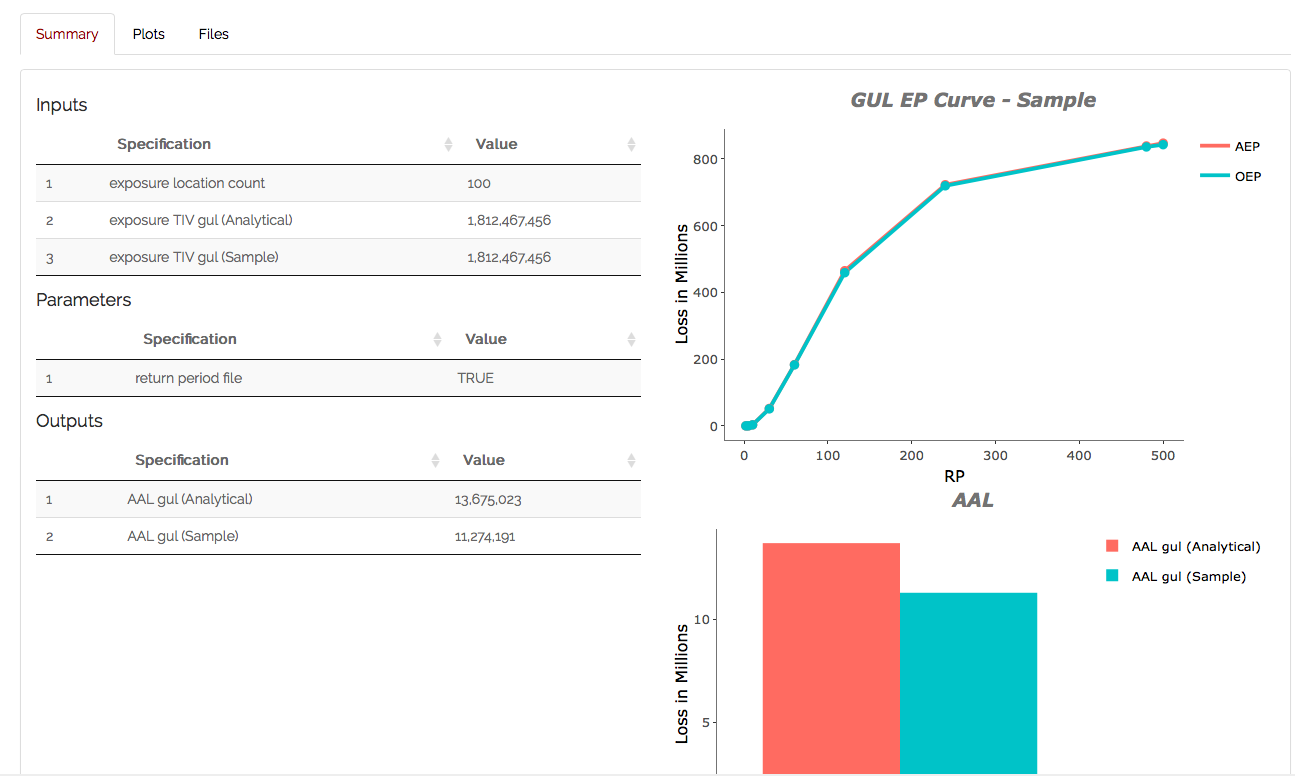 Summary Plots Files
Inputs
Specification Value
1 exposure location count 100
2 exposure TIV gul (Analytical) 1,812,467,456
3 exposure TIV gul (Sample) 1,812,467,456
Parameters
Specification Value
1 return period file TRUE
Outputs
Specification Value
1 AAL gul (Analytical) 13,675,023
2 AAL gul (Sample) 11,274,191
GUL EP Curve - Sample
AEP
OEP
Loss in Millions
800
600
400
200
0
0 100 200 300 400 500
RP
AAL
AAL gul (Analytical)
AAL gul (Sample)
Loss in Millions
10
5